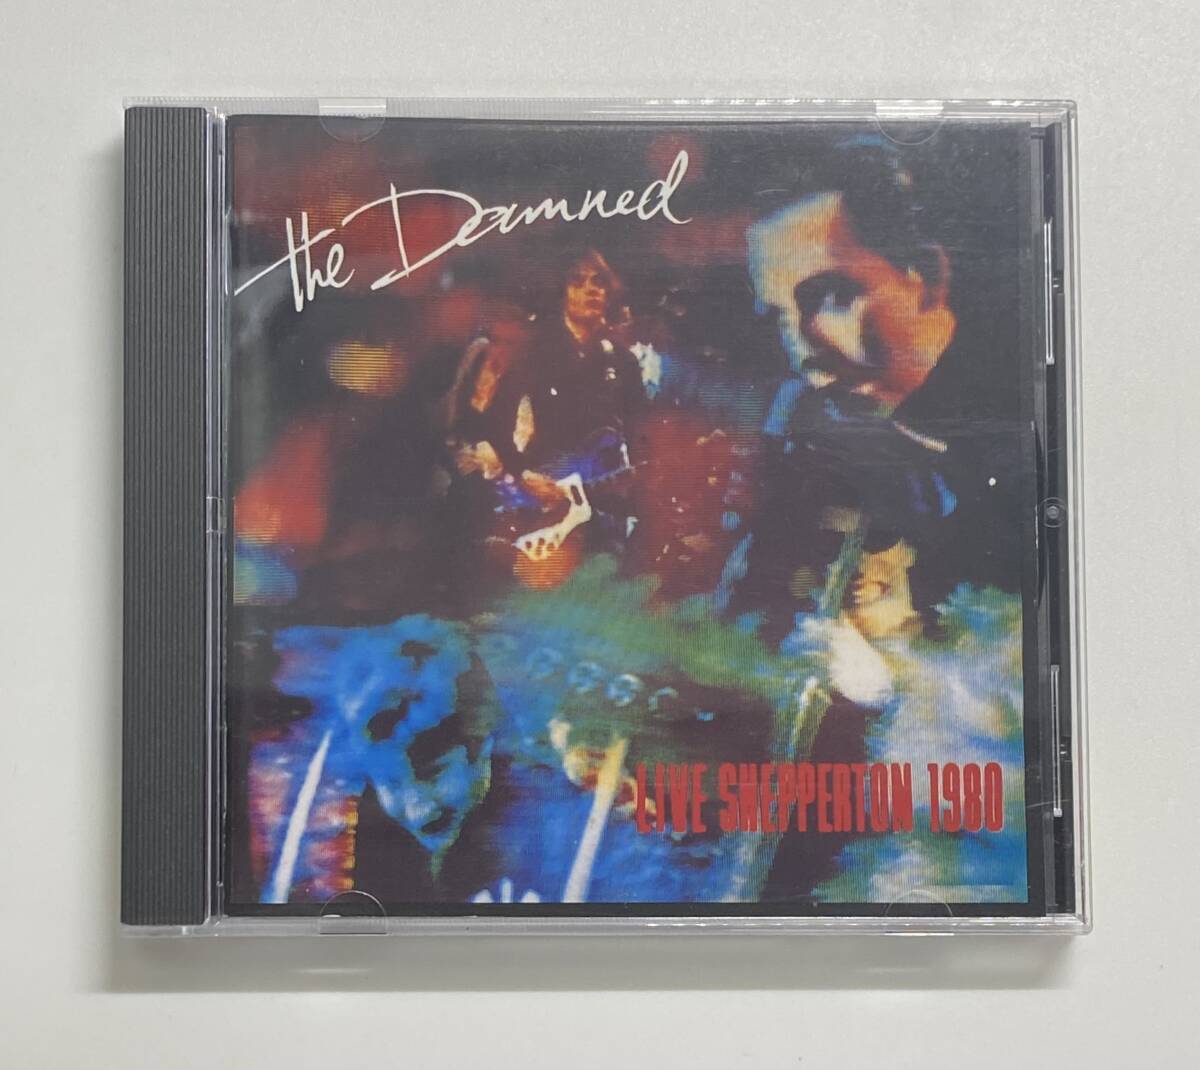 the Damned
LIVE SHEPPERTON 1980